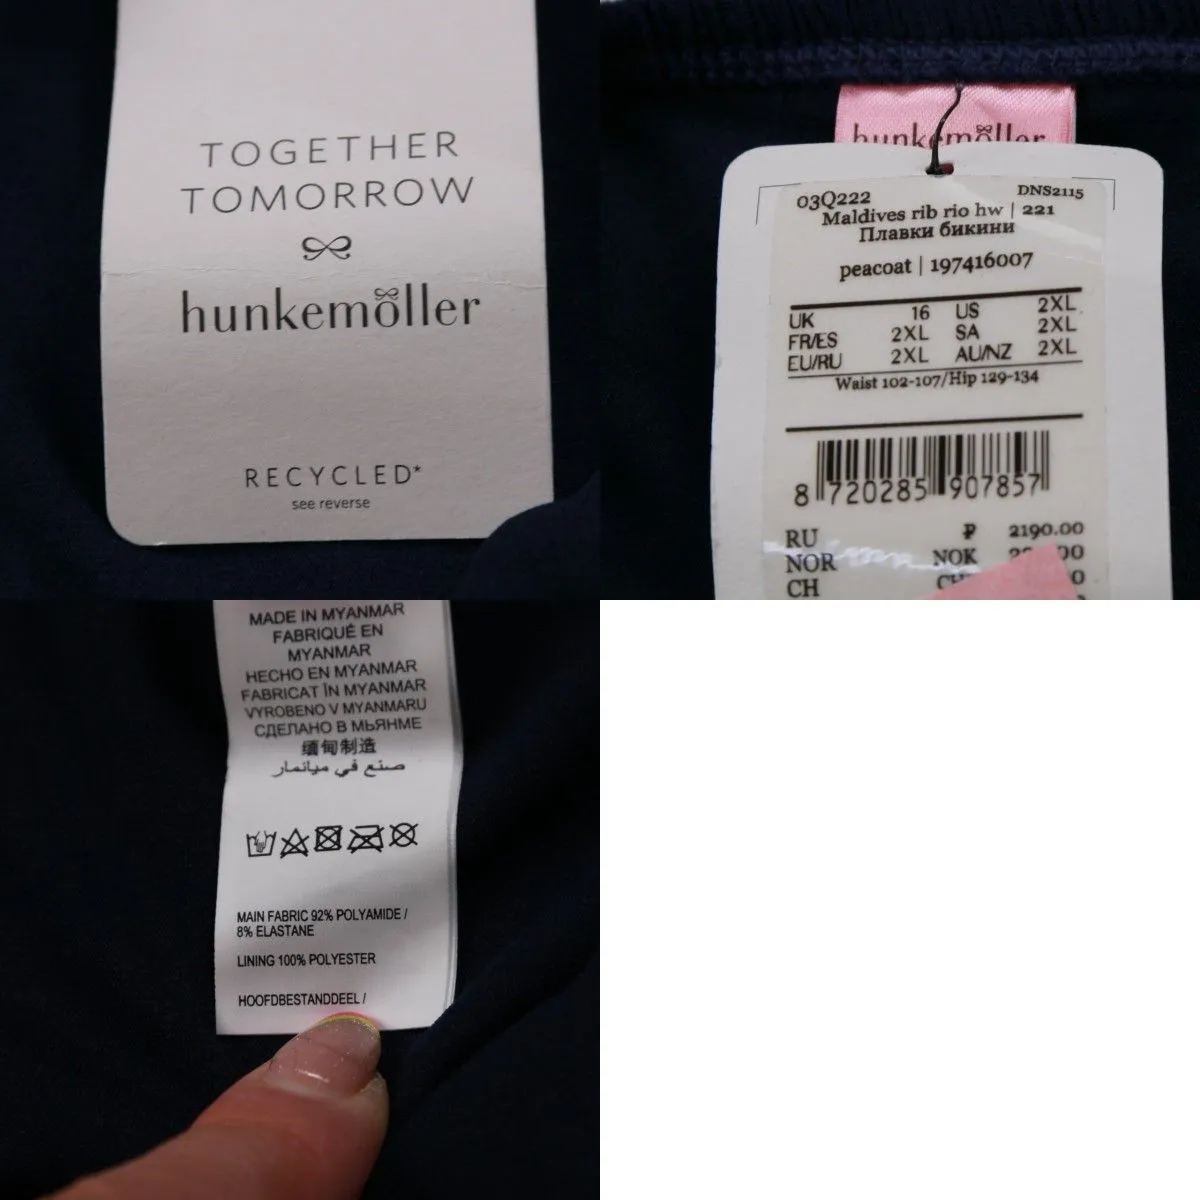 TOGETHER
TOMORROW
hunkemöller
RECYCLED*
see reverse
hunkemöller
03Q222 DNS2115
Maldives rib rio hw | 221
Плавки бикини
peacoat | 197416007
UK 16 US 2XL
FR/ES 2XL SA 2XL
EU/RU 2XL AU/NZ 2XL
Waist 102-107/Hip 129-134
8 720285 907857
RU ₽ 2190.00
NOR NOK
CH
MADE IN MYANMAR
FABRIQUÉ EN
MYANMAR
HECHO EN MYANMAR
FABRICAT ÎN MYANMAR
VYROBENO V MYANMARU
СДЕЛАНО В МЬЯНМЕ
缅甸制造
صنع في ميانمار
MAIN FABRIC 92% POLYAMIDE /
8% ELASTANE
LINING 100% POLYESTER
HOOFDBESTANDDEEL /